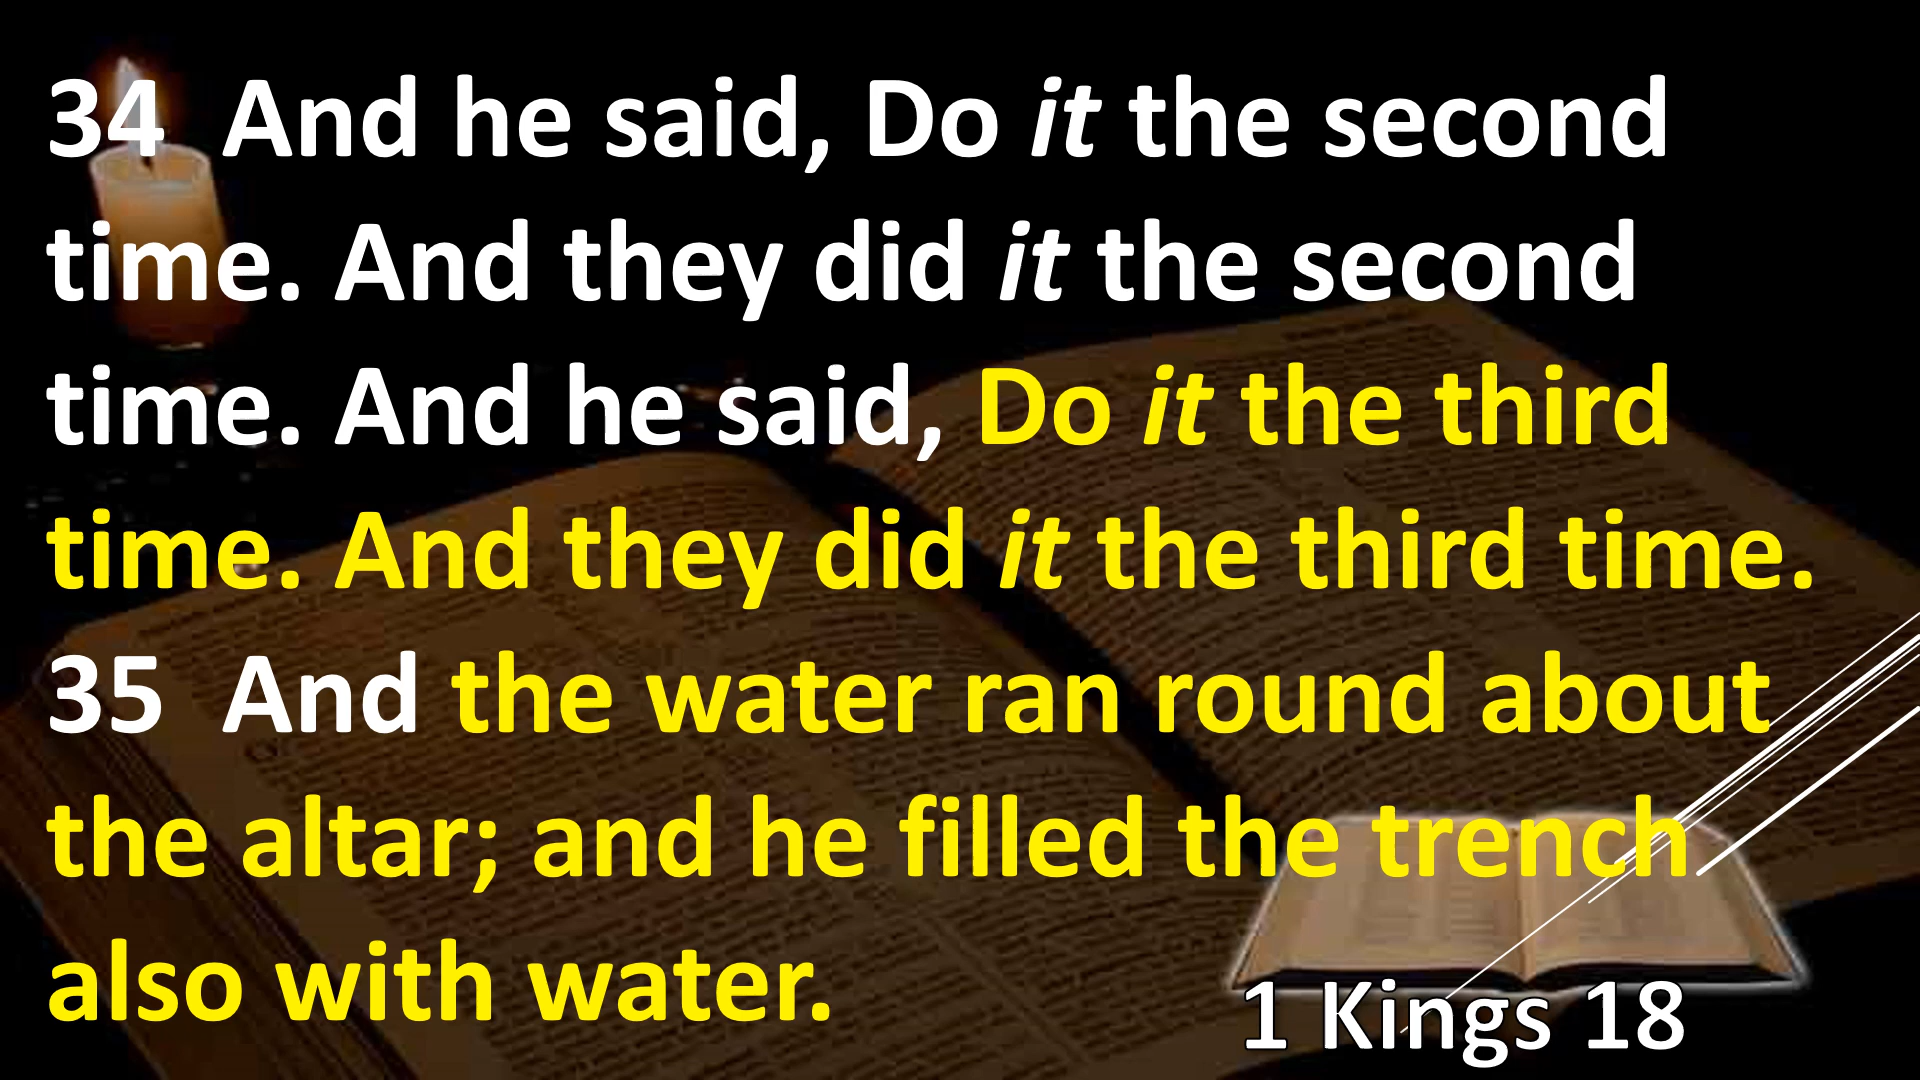 34  And he said, Do it the second
time. And they did it the second
time. And he said, Do it the third
time. And they did it the third time.
35  And the water ran round about
the altar; and he filled the trench
also with water.
1 Kings 18